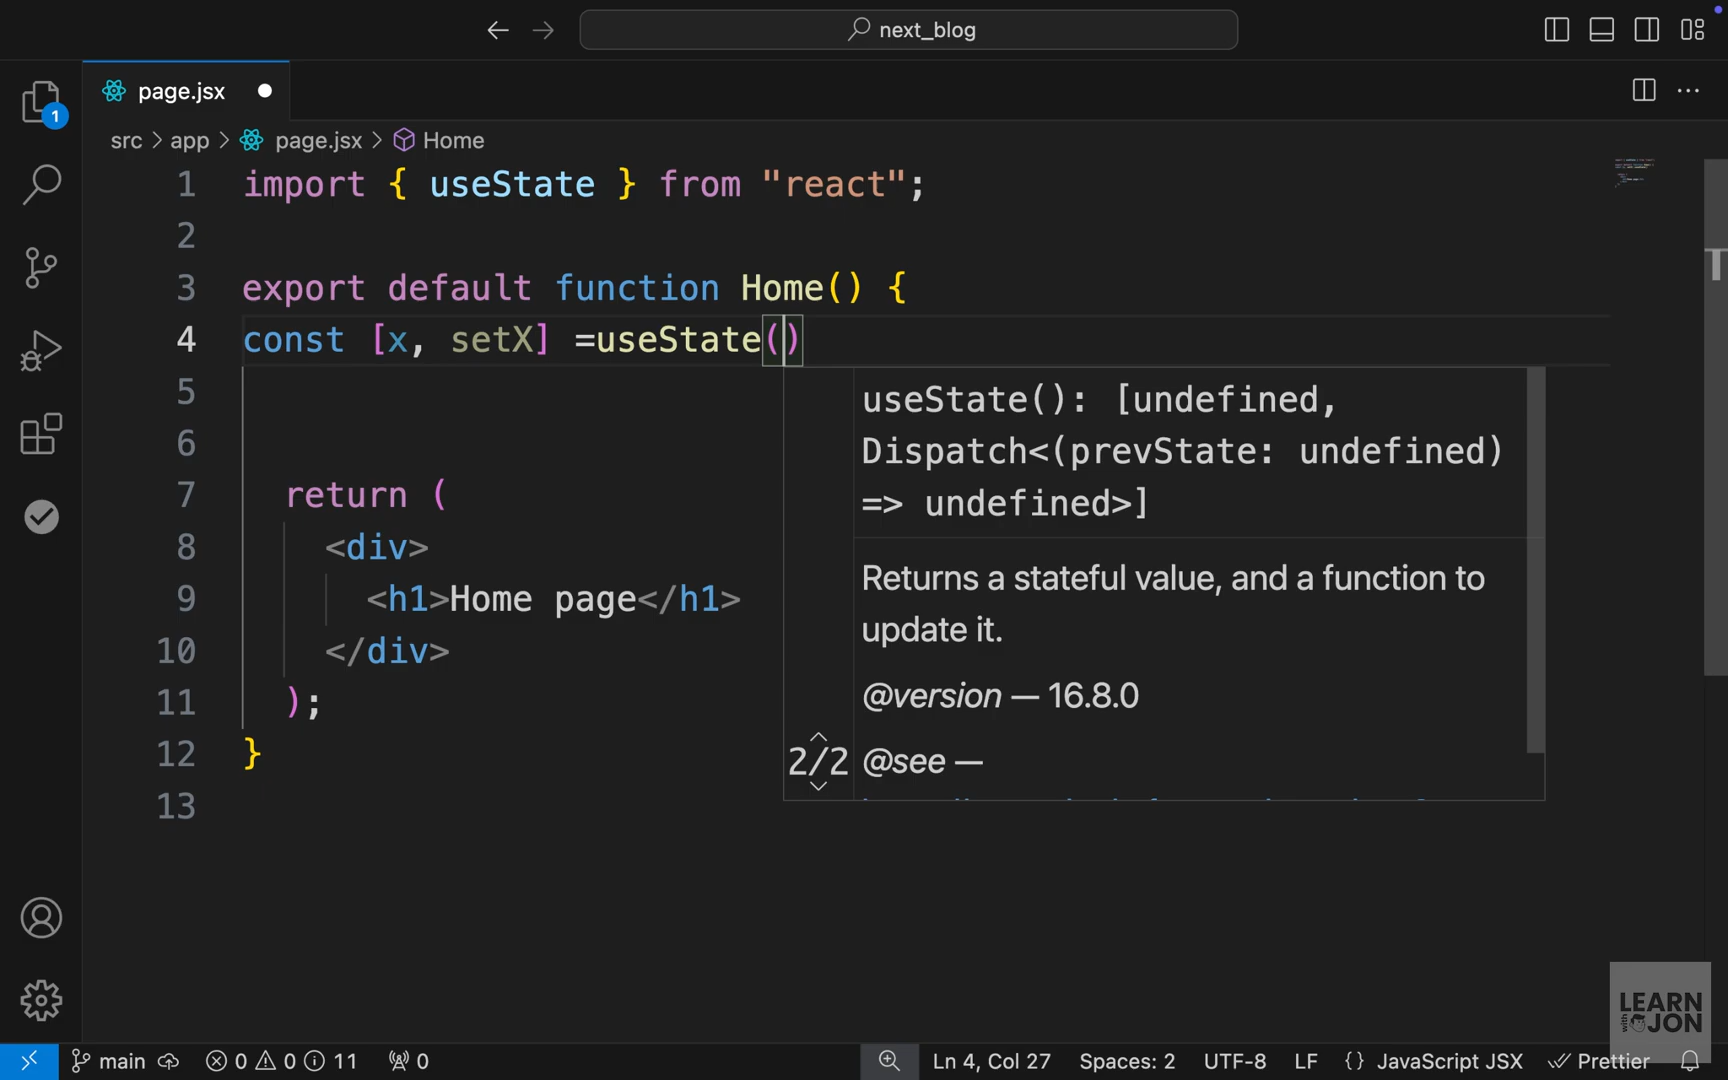 next_blog
page.jsx
1
src > app > page.jsx > Home
1 import { useState } from "react";
2
3 export default function Home() {
4 const [x, setX] =useState()
5
6
7 return (
8 <div>
9 <h1>Home page</h1>
10 </div>
11 );
12 }
13
useState(): [undefined,
Dispatch<(prevState: undefined)
=> undefined>]
Returns a stateful value, and a function to
update it.
@version — 16.8.0
2/2 @see —
LEARN
with JON
main 0 0 11 0 Ln 4, Col 27 Spaces: 2 UTF-8 LF {} JavaScript JSX Prettier